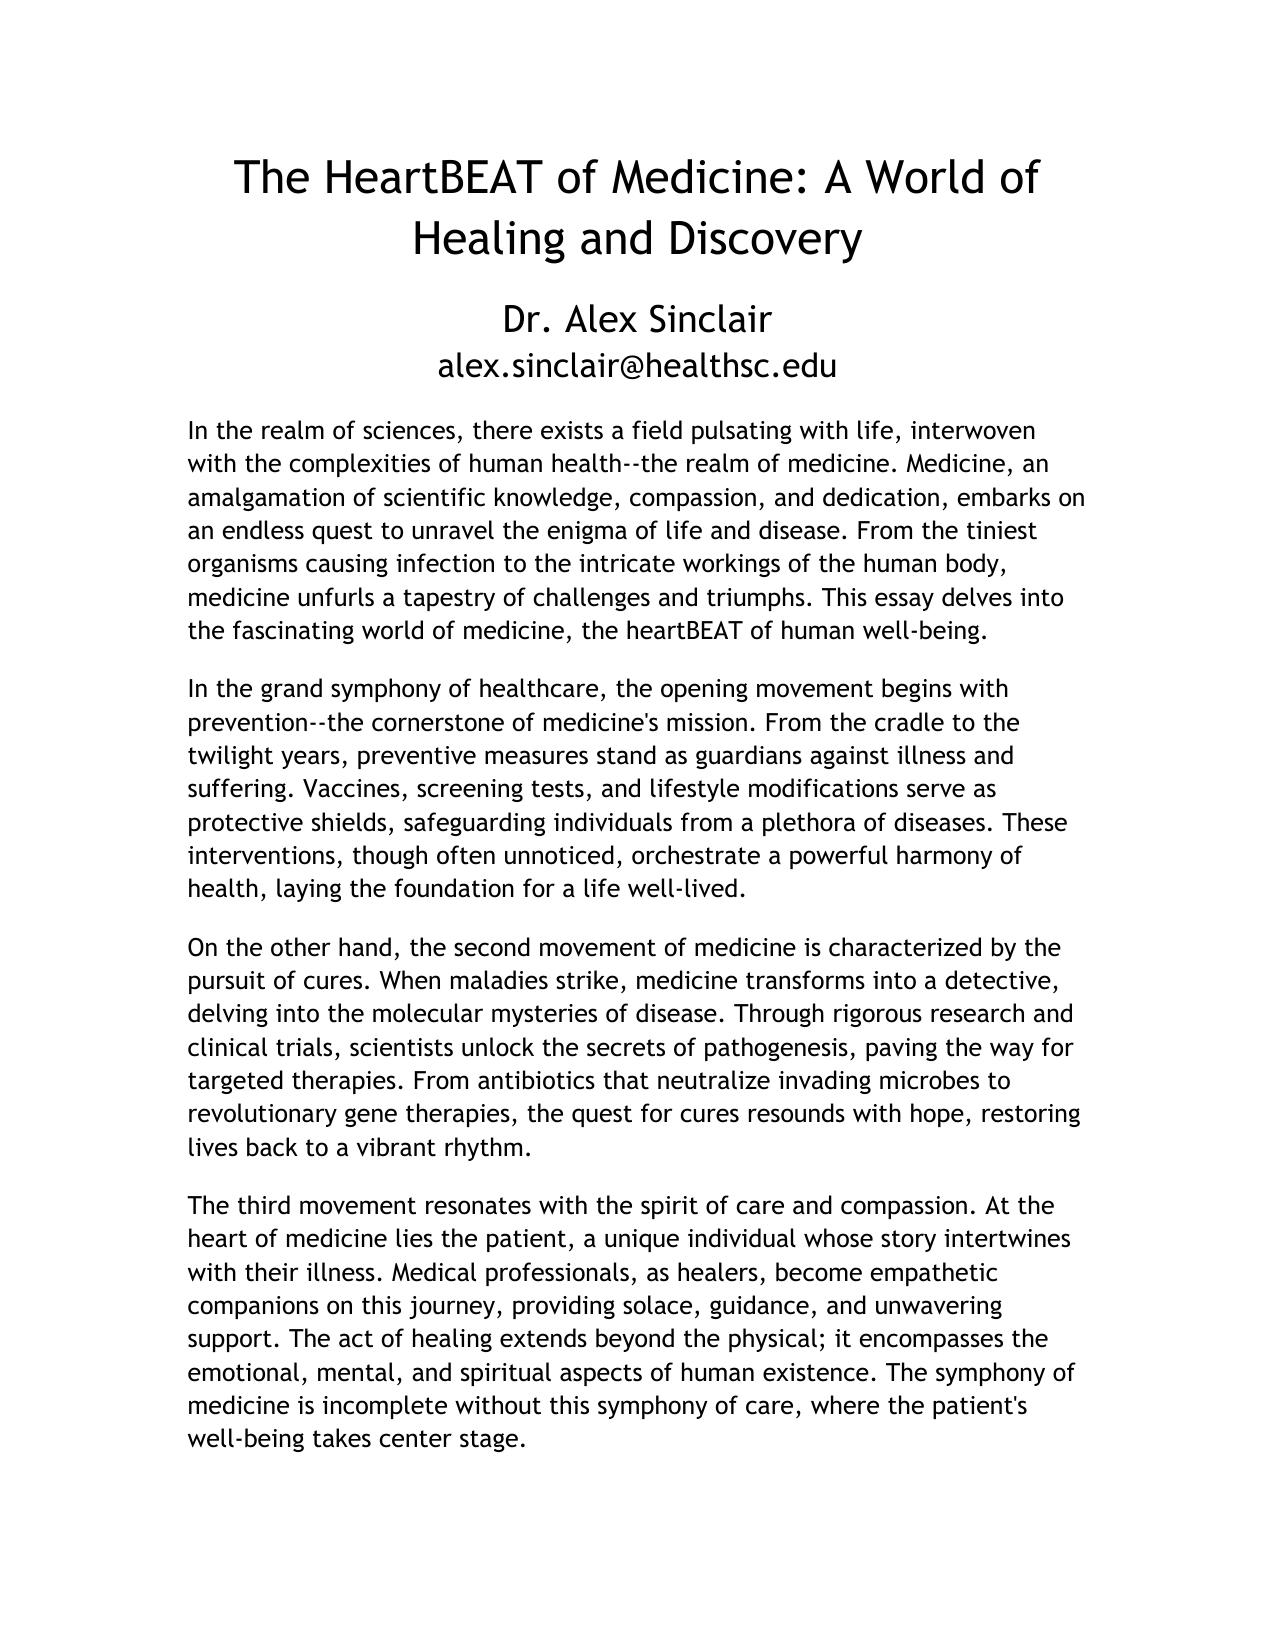 The HeartBEAT of Medicine: A World of
Healing and Discovery
Dr. Alex Sinclair
alex.sinclair@healthsc.edu
In the realm of sciences, there exists a field pulsating with life, interwoven
with the complexities of human health--the realm of medicine. Medicine, an
amalgamation of scientific knowledge, compassion, and dedication, embarks on
an endless quest to unravel the enigma of life and disease. From the tiniest
organisms causing infection to the intricate workings of the human body,
medicine unfurls a tapestry of challenges and triumphs. This essay delves into
the fascinating world of medicine, the heartBEAT of human well-being.
In the grand symphony of healthcare, the opening movement begins with
prevention--the cornerstone of medicine's mission. From the cradle to the
twilight years, preventive measures stand as guardians against illness and
suffering. Vaccines, screening tests, and lifestyle modifications serve as
protective shields, safeguarding individuals from a plethora of diseases. These
interventions, though often unnoticed, orchestrate a powerful harmony of
health, laying the foundation for a life well-lived.
On the other hand, the second movement of medicine is characterized by the
pursuit of cures. When maladies strike, medicine transforms into a detective,
delving into the molecular mysteries of disease. Through rigorous research and
clinical trials, scientists unlock the secrets of pathogenesis, paving the way for
targeted therapies. From antibiotics that neutralize invading microbes to
revolutionary gene therapies, the quest for cures resounds with hope, restoring
lives back to a vibrant rhythm.
The third movement resonates with the spirit of care and compassion. At the
heart of medicine lies the patient, a unique individual whose story intertwines
with their illness. Medical professionals, as healers, become empathetic
companions on this journey, providing solace, guidance, and unwavering
support. The act of healing extends beyond the physical; it encompasses the
emotional, mental, and spiritual aspects of human existence. The symphony of
medicine is incomplete without this symphony of care, where the patient's
well-being takes center stage.